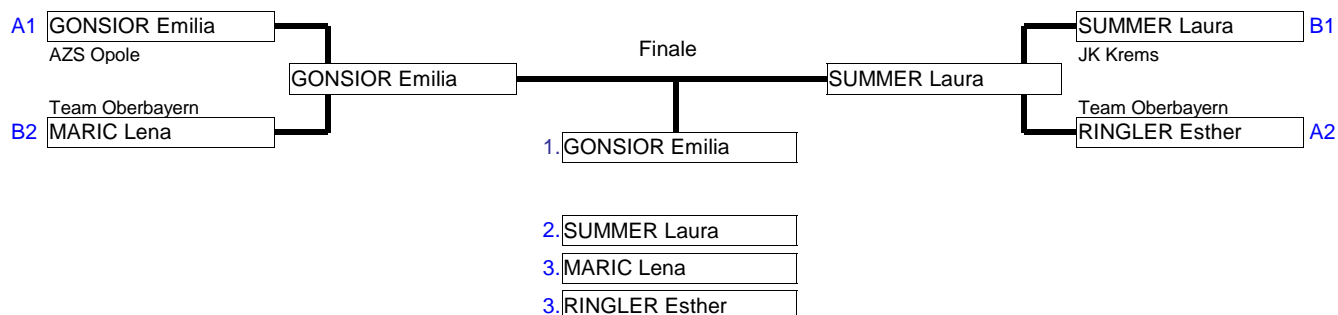 A1 GONSIOR Emilia
AZS Opole
GONSIOR Emilia
Team Oberbayern
B2 MARIC Lena
Finale
SUMMER Laura B1
JK Krems
SUMMER Laura
Team Oberbayern
RINGLER Esther A2
1. GONSIOR Emilia
2. SUMMER Laura
3. MARIC Lena
3. RINGLER Esther